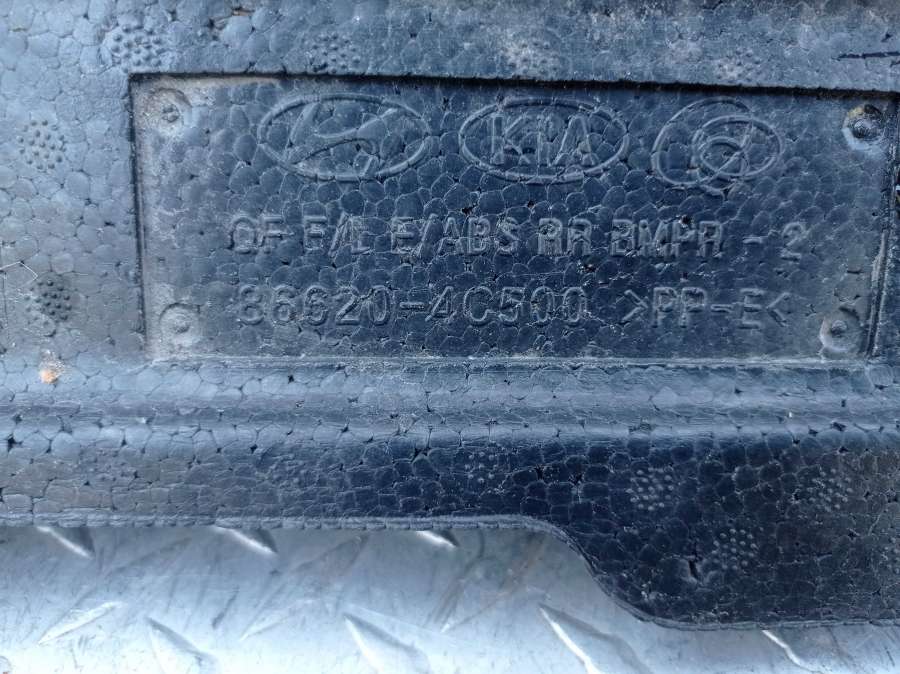 KIA
QF F/L E/ABS RR BMPR - 2
86620-4C500 >PP-E<